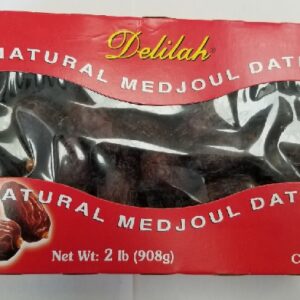 Delilah®
NATURAL MEDJOUL DAT
NATURAL MEDJOUL DAT
Net Wt: 2 lb (908g)